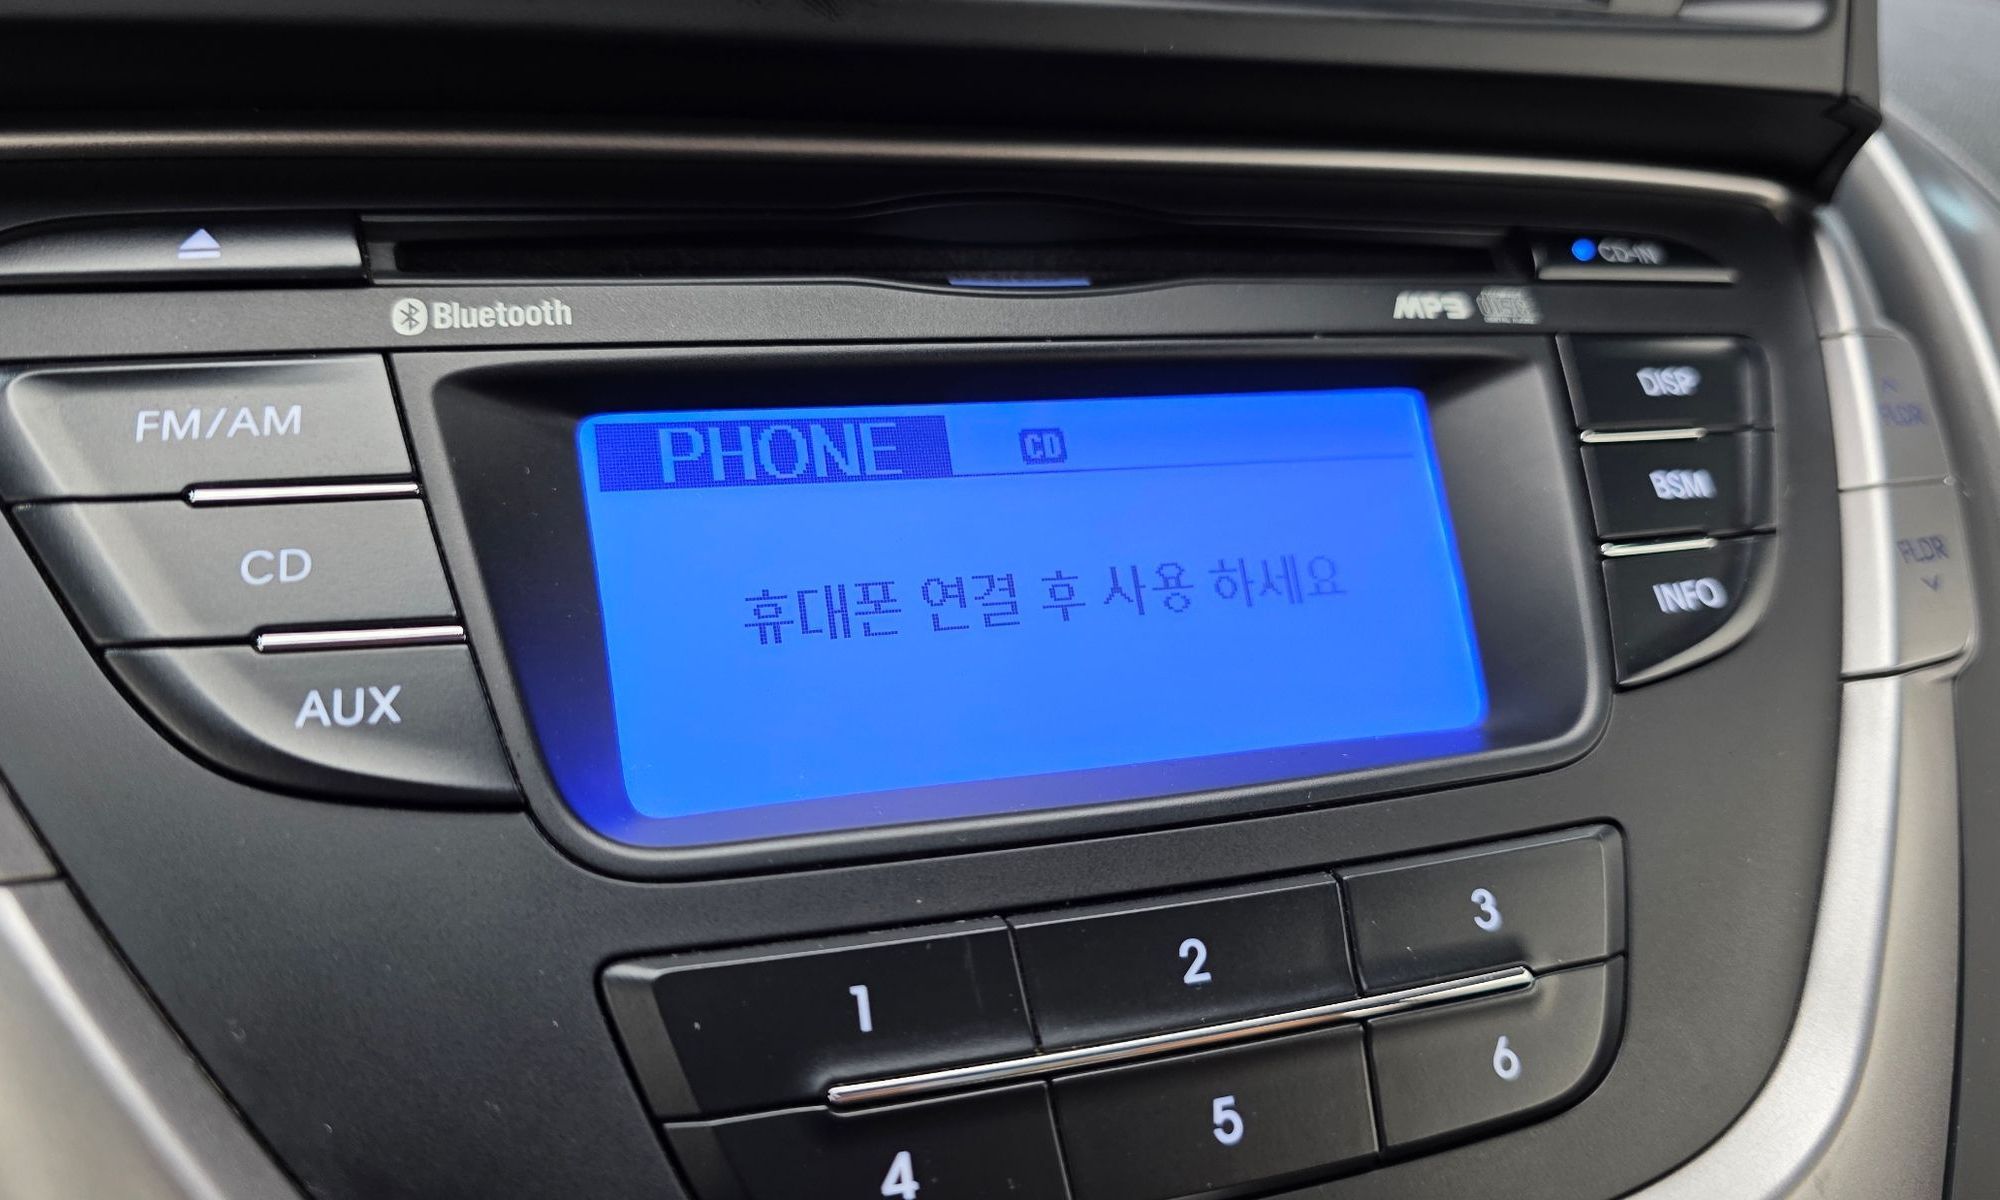 CD-IN
Bluetooth
MP3
FM/AM
PHONE CD
DISP
FLDR
CD
BSM
AUX
휴대폰 연결 후 사용 하세요
INFO
FLDR
1 2 3
4 5 6